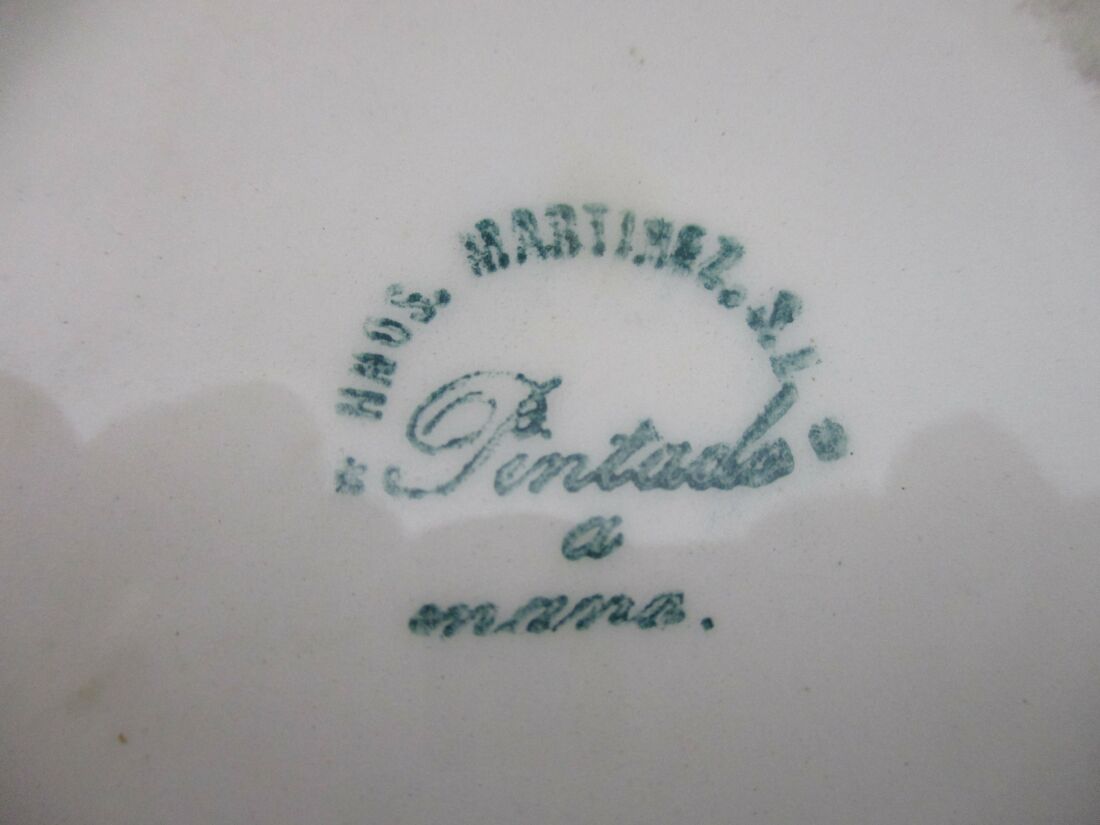 HNOS. MARTINEZ. S.L.
Pintado
a
mano.